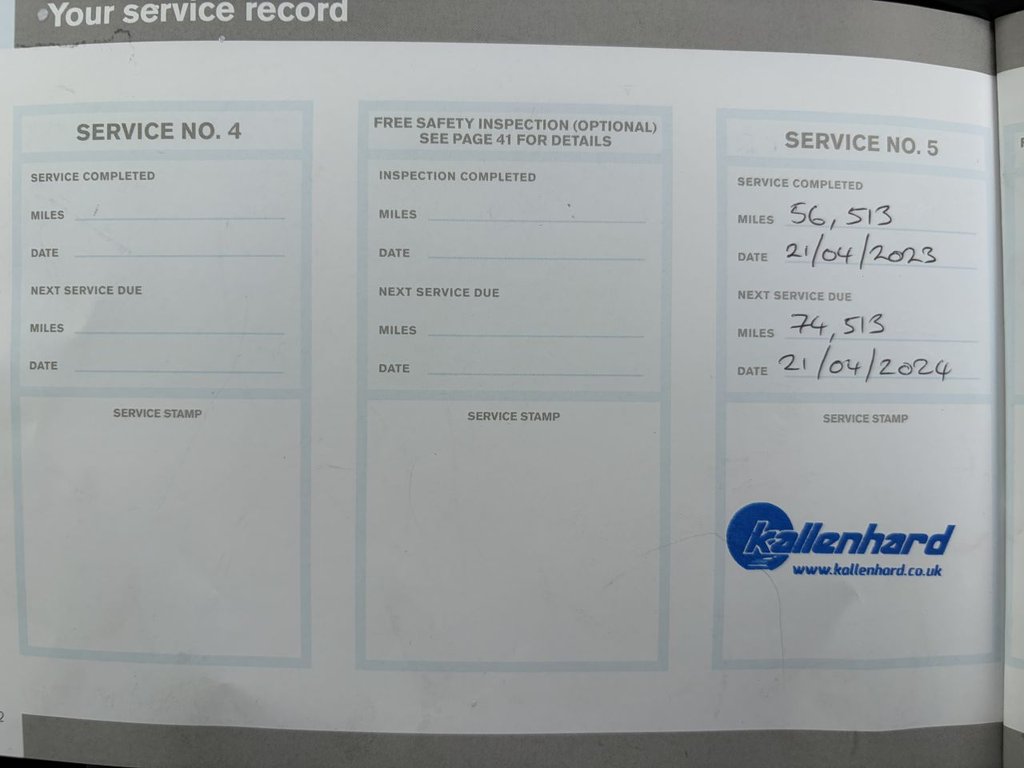 Your service record
SERVICE NO. 4
SERVICE COMPLETED
MILES
DATE
NEXT SERVICE DUE
MILES
DATE
SERVICE STAMP
FREE SAFETY INSPECTION (OPTIONAL)
SEE PAGE 41 FOR DETAILS
INSPECTION COMPLETED
MILES
DATE
NEXT SERVICE DUE
MILES
DATE
SERVICE STAMP
SERVICE NO. 5
SERVICE COMPLETED
MILES 56,513
DATE 21/04/2023
NEXT SERVICE DUE
MILES 74,513
DATE 21/04/2024
SERVICE STAMP
kallenhard
www.kallenhard.co.uk